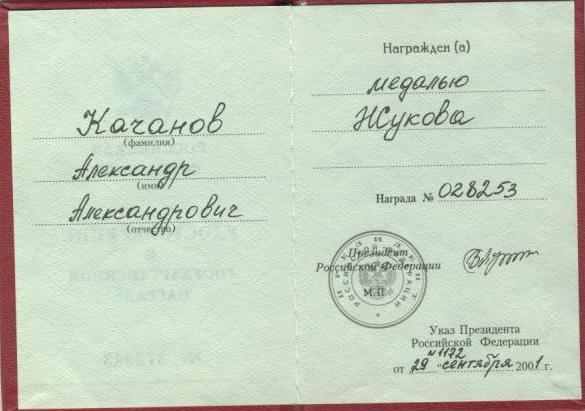 Качанов
(фамилия)
Александр
(имя)
Александрович
(отчество)
Награжден (а)
медалью
Жукова
Награда № 028253
Президент
Российской Федерации
М.П.
Указ Президента
Российской Федерации
N 1122
от 29 сентября 2001 г.